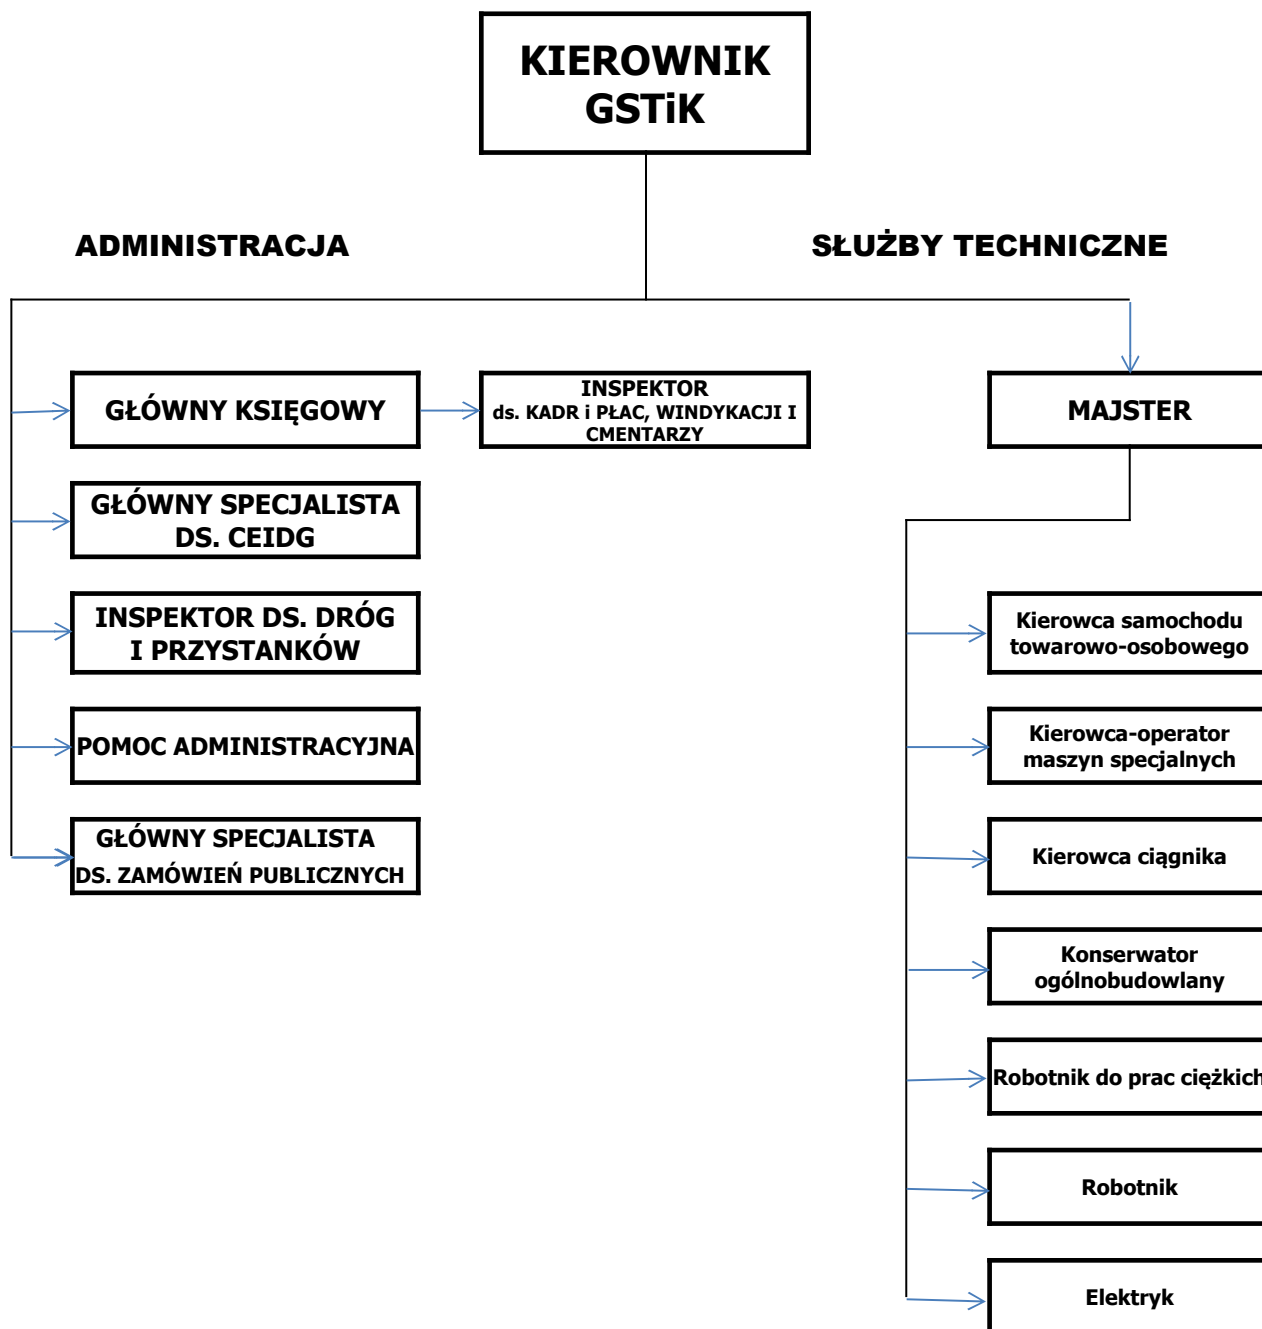 KIEROWNIK
GSTiK
ADMINISTRACJA
SŁUŻBY TECHNICZNE
GŁÓWNY KSIĘGOWY
INSPEKTOR
ds. KADR i PŁAC, WINDYKACJI I
CMENTARZY
MAJSTER
GŁÓWNY SPECJALISTA
DS. CEIDG
INSPEKTOR DS. DRÓG
I PRZYSTANKÓW
POMOC ADMINISTRACYJNA
GŁÓWNY SPECJALISTA
DS. ZAMÓWIEŃ PUBLICZNYCH
Kierowca samochodu
towarowo-osobowego
Kierowca-operator
maszyn specjalnych
Kierowca ciągnika
Konserwator
ogólnobudowlany
Robotnik do prac ciężkich
Robotnik
Elektryk